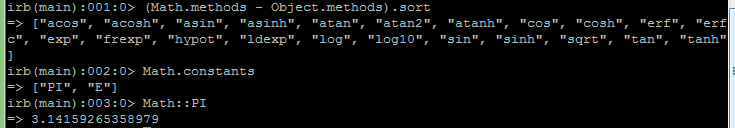 irb(main):001:0> (Math.methods - Object.methods).sort
=> ["acos", "acosh", "asin", "asinh", "atan", "atan2", "atanh", "cos", "cosh", "erf", "erf
c", "exp", "frexp", "hypot", "ldexp", "log", "log10", "sin", "sinh", "sqrt", "tan", "tanh"
]
irb(main):002:0> Math.constants
=> ["PI", "E"]
irb(main):003:0> Math::PI
=> 3.14159265358979